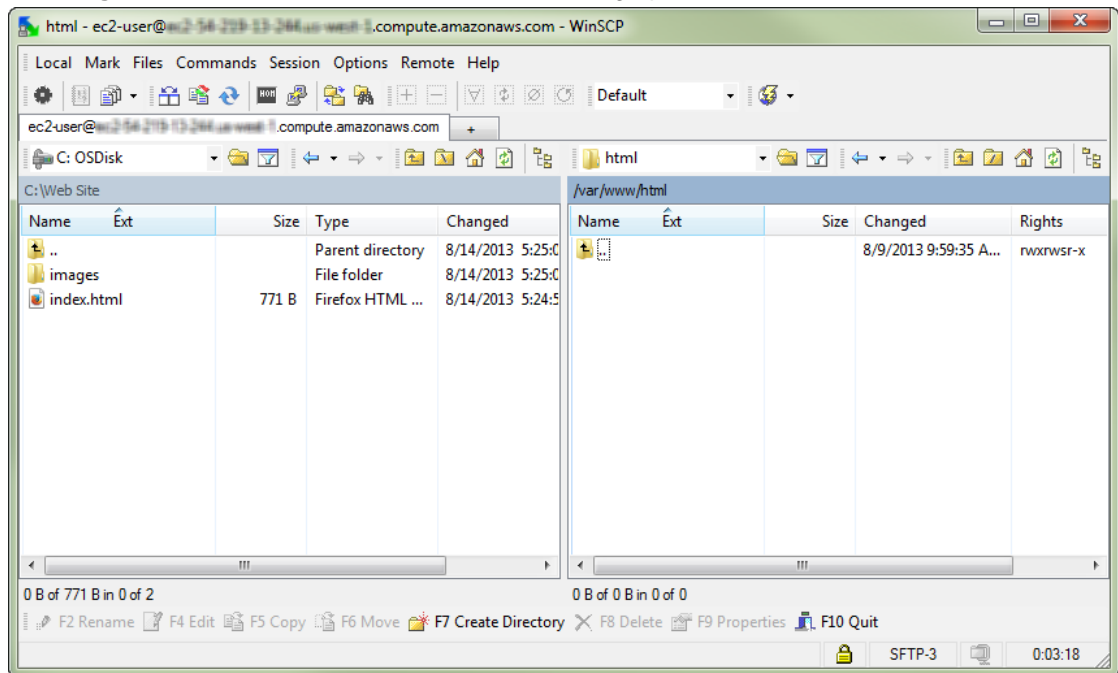 html - ec2-user@ .compute.amazonaws.com - WinSCP
Local Mark Files Commands Session Options Remote Help
Default
ec2-user@ .compute.amazonaws.com +
C: OSDisk html
C:\Web Site /var/www/html
Name Ext Size Type Changed Name Ext Size Changed Rights
.. Parent directory 8/14/2013 5:25:0 .. 8/9/2013 9:59:35 A... rwxrwsr-x
images File folder 8/14/2013 5:25:0
index.html 771 B Firefox HTML ... 8/14/2013 5:24:5
0 B of 771 B in 0 of 2 0 B of 0 B in 0 of 0
F2 Rename F4 Edit F5 Copy F6 Move F7 Create Directory F8 Delete F9 Properties F10 Quit
SFTP-3 0:03:18